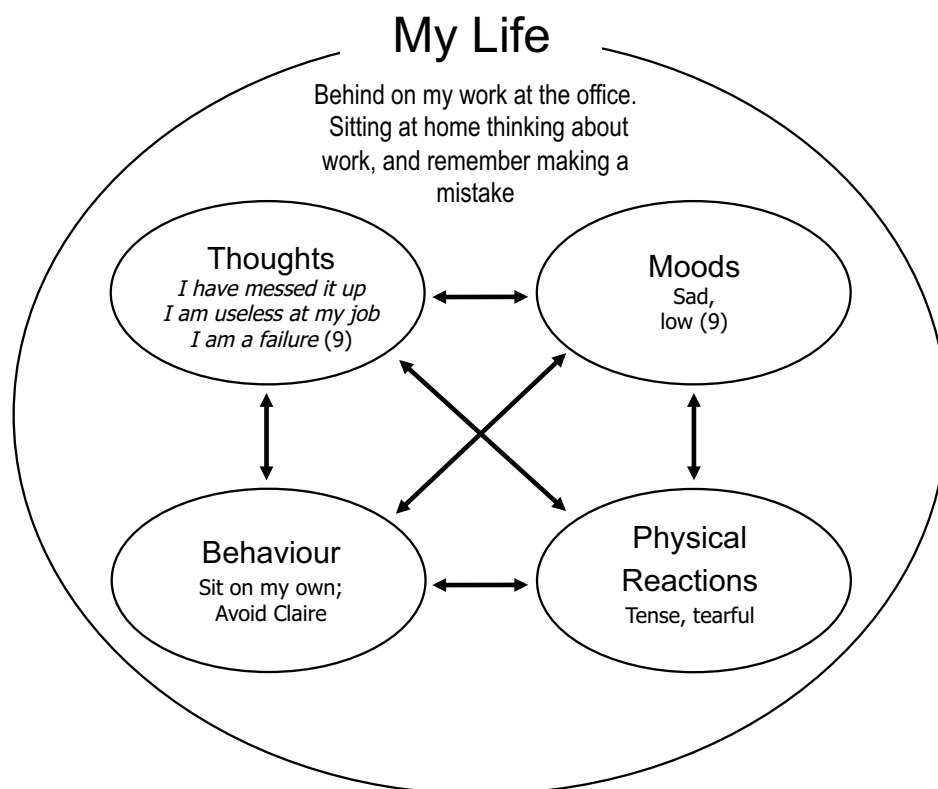 My Life
Behind on my work at the office.
Sitting at home thinking about
work, and remember making a
mistake
Thoughts
I have messed it up
I am useless at my job
I am a failure (9)
Moods
Sad,
low (9)
Behaviour
Sit on my own;
Avoid Claire
Physical
Reactions
Tense, tearful